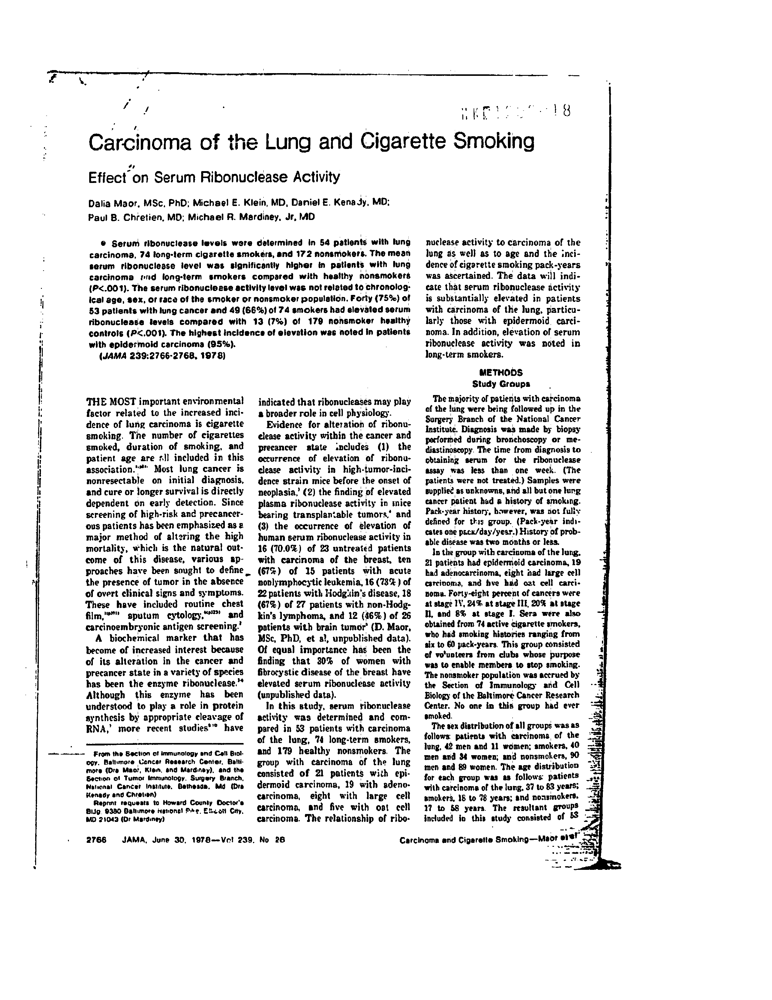 18
Carcinoma of the Lung and Cigarette Smoking
Effect on Serum Ribonuclease Activity
Dalia Maor, MSc, PhD; Michael E. Klein, MD, Daniel E. Kenady, MD;
Paul B. Chretien, MD; Michael R. Mardiney, Jr, MD
● Serum ribonuclease levels were determined in 54 patients with lung
carcinoma, 74 long-term cigarette smokers, and 172 nonsmokers. The mean
serum ribonuclease level was significantly higher in patients with lung
carcinoma and long-term smokers compared with healthy nonsmokers
(P<.001). The serum ribonuclease activity level was not related to chronolog-
ical age, sex, or race of the smoker or nonsmoker population. Forty (75%) of
53 patients with lung cancer and 49 (66%) of 74 smokers had elevated serum
ribonuclease levels compared with 13 (7%) of 179 nonsmoker healthy
controls (P<.001). The highest incidence of elevation was noted in patients
with epidermoid carcinoma (95%).
(JAMA 239:2766-2768, 1978)
THE MOST important environmental
factor related to the increased inci-
dence of lung carcinoma is cigarette
smoking. The number of cigarettes
smoked, duration of smoking, and
patient age are all included in this
association. Most lung cancer is
nonresectable on initial diagnosis,
and cure or longer survival is directly
dependent on early detection. Since
screening of high-risk and precancer-
ous patients has been emphasized as a
major method of altering the high
mortality, which is the natural out-
come of this disease, various ap-
proaches have been sought to define
the presence of tumor in the absence
of overt clinical signs and symptoms.
These have included routine chest
film, sputum cytology, and
carcinoembryonic antigen screening.
A biochemical marker that has
become of increased interest because
of its alteration in the cancer and
precancer state in a variety of species
has been the enzyme ribonuclease.
Although this enzyme has been
understood to play a role in protein
synthesis by appropriate cleavage of
RNA, more recent studies have
From the Section of Immunology and Cell Biol-
ogy, Baltimore Cancer Research Center, Balti-
more (Drs Maor, Klein, and Mardiney), and the
Section of Tumor Immunology, Surgery Branch,
National Cancer Institute, Bethesda, Md (Drs
Kenady and Chretien)
Reprint requests to Howard County Doctor's
Bldg 9380 Baltimore National Pike, Ellicott City,
MD 21043 (Dr Mardiney)
indicated that ribonucleases may play
a broader role in cell physiology.
Evidence for alteration of ribonu-
clease activity within the cancer and
precancer state includes (1) the
occurrence of elevation of ribonu-
clease activity in high-tumor-inci-
dence strain mice before the onset of
neoplasia, (2) the finding of elevated
plasma ribonuclease activity in mice
bearing transplantable tumors, and
(3) the occurrence of elevation of
human serum ribonuclease activity in
16 (70.0%) of 23 untreated patients
with carcinoma of the breast, ten
(67%) of 15 patients with acute
nonlymphocytic leukemia, 16 (73%) of
22 patients with Hodgkin's disease, 18
(67%) of 27 patients with non-Hodg-
kin's lymphoma, and 12 (46%) of 26
patients with brain tumor (D. Maor,
MSc, PhD, et al, unpublished data).
Of equal importance has been the
finding that 30% of women with
fibrocystic disease of the breast have
elevated serum ribonuclease activity
(unpublished data).
In this study, serum ribonuclease
activity was determined and com-
pared in 53 patients with carcinoma
of the lung, 74 long-term smokers,
and 179 healthy nonsmokers. The
group with carcinoma of the lung
consisted of 21 patients with epi-
dermoid carcinoma, 19 with adeno-
carcinoma, eight with large cell
carcinoma, and five with oat cell
carcinoma. The relationship of ribo-
nuclease activity to carcinoma of the
lung as well as to age and the inci-
dence of cigarette smoking pack-years
was ascertained. The data will indi-
cate that serum ribonuclease activity
is substantially elevated in patients
with carcinoma of the lung, particu-
larly those with epidermoid carci-
noma. In addition, elevation of serum
ribonuclease activity was noted in
long-term smokers.
METHODS
Study Groups
The majority of patients with carcinoma
of the lung were being followed up in the
Surgery Branch of the National Cancer
Institute. Diagnosis was made by biopsy
performed during bronchoscopy or me-
diastinoscopy. The time from diagnosis to
obtaining serum for the ribonuclease
assay was less than one week. (The
patients were not treated.) Samples were
supplied as unknowns, and all but one lung
cancer patient had a history of smoking.
Pack-year history, however, was not fully
defined for this group. (Pack-year indi-
cates one pack/day/year.) History of prob-
able disease was two months or less.
In the group with carcinoma of the lung,
21 patients had epidermoid carcinoma, 19
had adenocarcinoma, eight had large cell
carcinoma, and five had oat cell carci-
noma. Forty-eight percent of cancers were
at stage IV, 24% at stage III, 20% at stage
II, and 8% at stage I. Sera were also
obtained from 74 active cigarette smokers,
who had smoking histories ranging from
six to 60 pack-years. This group consisted
of volunteers from clubs whose purpose
was to enable members to stop smoking.
The nonsmoker population was accrued by
the Section of Immunology and Cell
Biology of the Baltimore Cancer Research
Center. No one in this group had ever
smoked.
The sex distribution of all groups was as
follows: patients with carcinoma of the
lung, 42 men and 11 women; smokers, 40
men and 34 women; and nonsmokers, 90
men and 89 women. The age distribution
for each group was as follows: patients
with carcinoma of the lung, 37 to 83 years;
smokers, 15 to 78 years; and nonsmokers,
17 to 58 years. The resultant groups
included in this study consisted of 53
2766 JAMA, June 30, 1978—Vol 239, No 26
Carcinoma and Cigarette Smoking—Maor et al